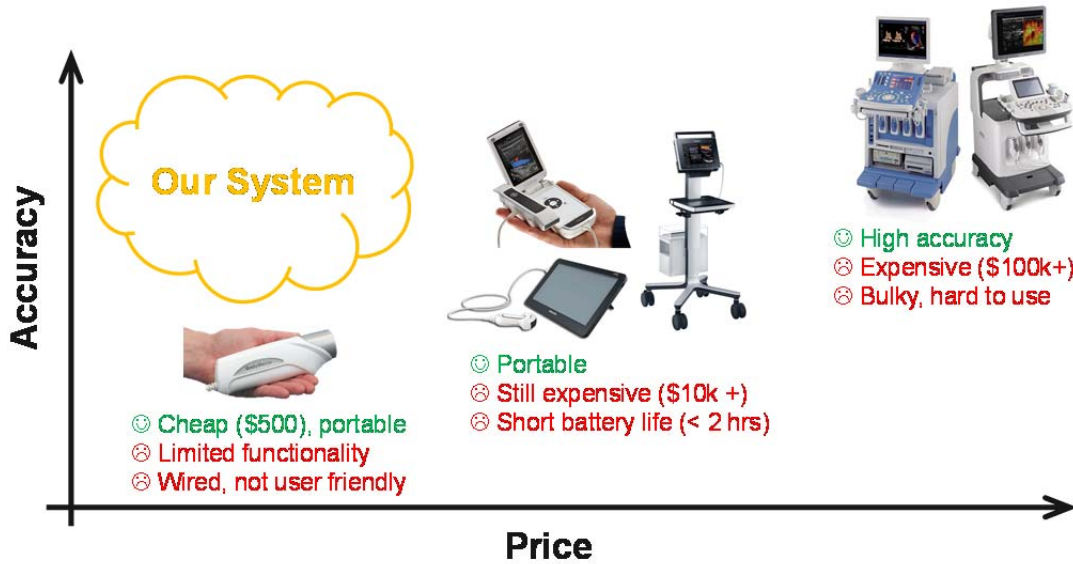 Accuracy
Our System
☺ Cheap ($500), portable
☹ Limited functionality
☹ Wired, not user friendly
☺ Portable
☹ Still expensive ($10k +)
☹ Short battery life (< 2 hrs)
☺ High accuracy
☹ Expensive ($100k+)
☹ Bulky, hard to use
Price